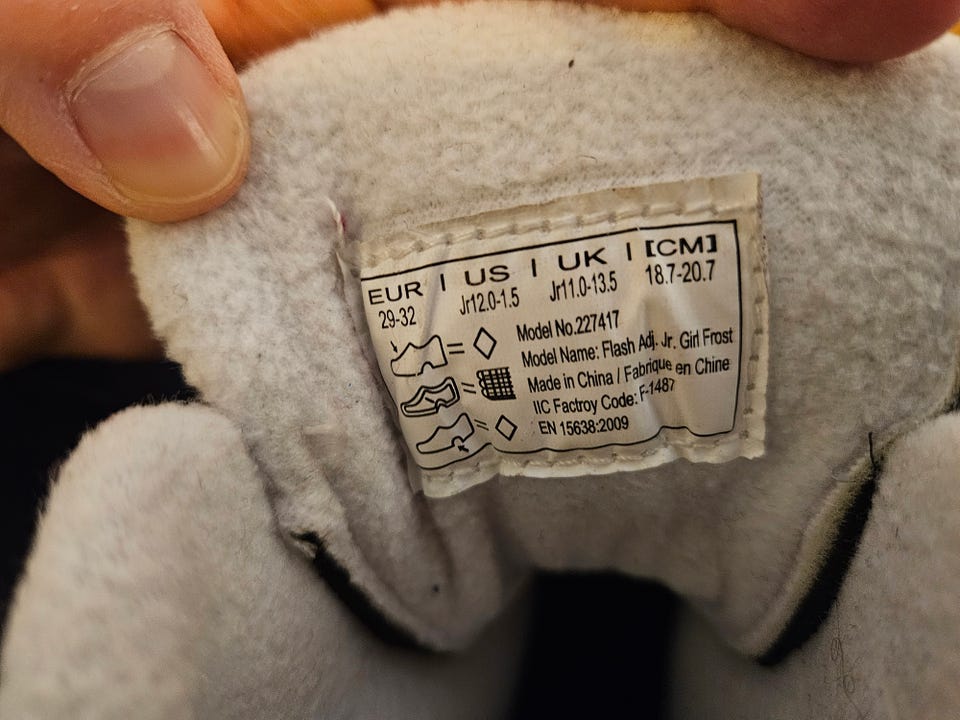 EUR | US | UK | [CM]
29-32 Jr12.0-1.5 Jr11.0-13.5 18.7-20.7
Model No.227417
Model Name: Flash Adj. Jr. Girl Frost
Made in China / Fabrique en Chine
IIC Factroy Code: F-1487
EN 15638:2009